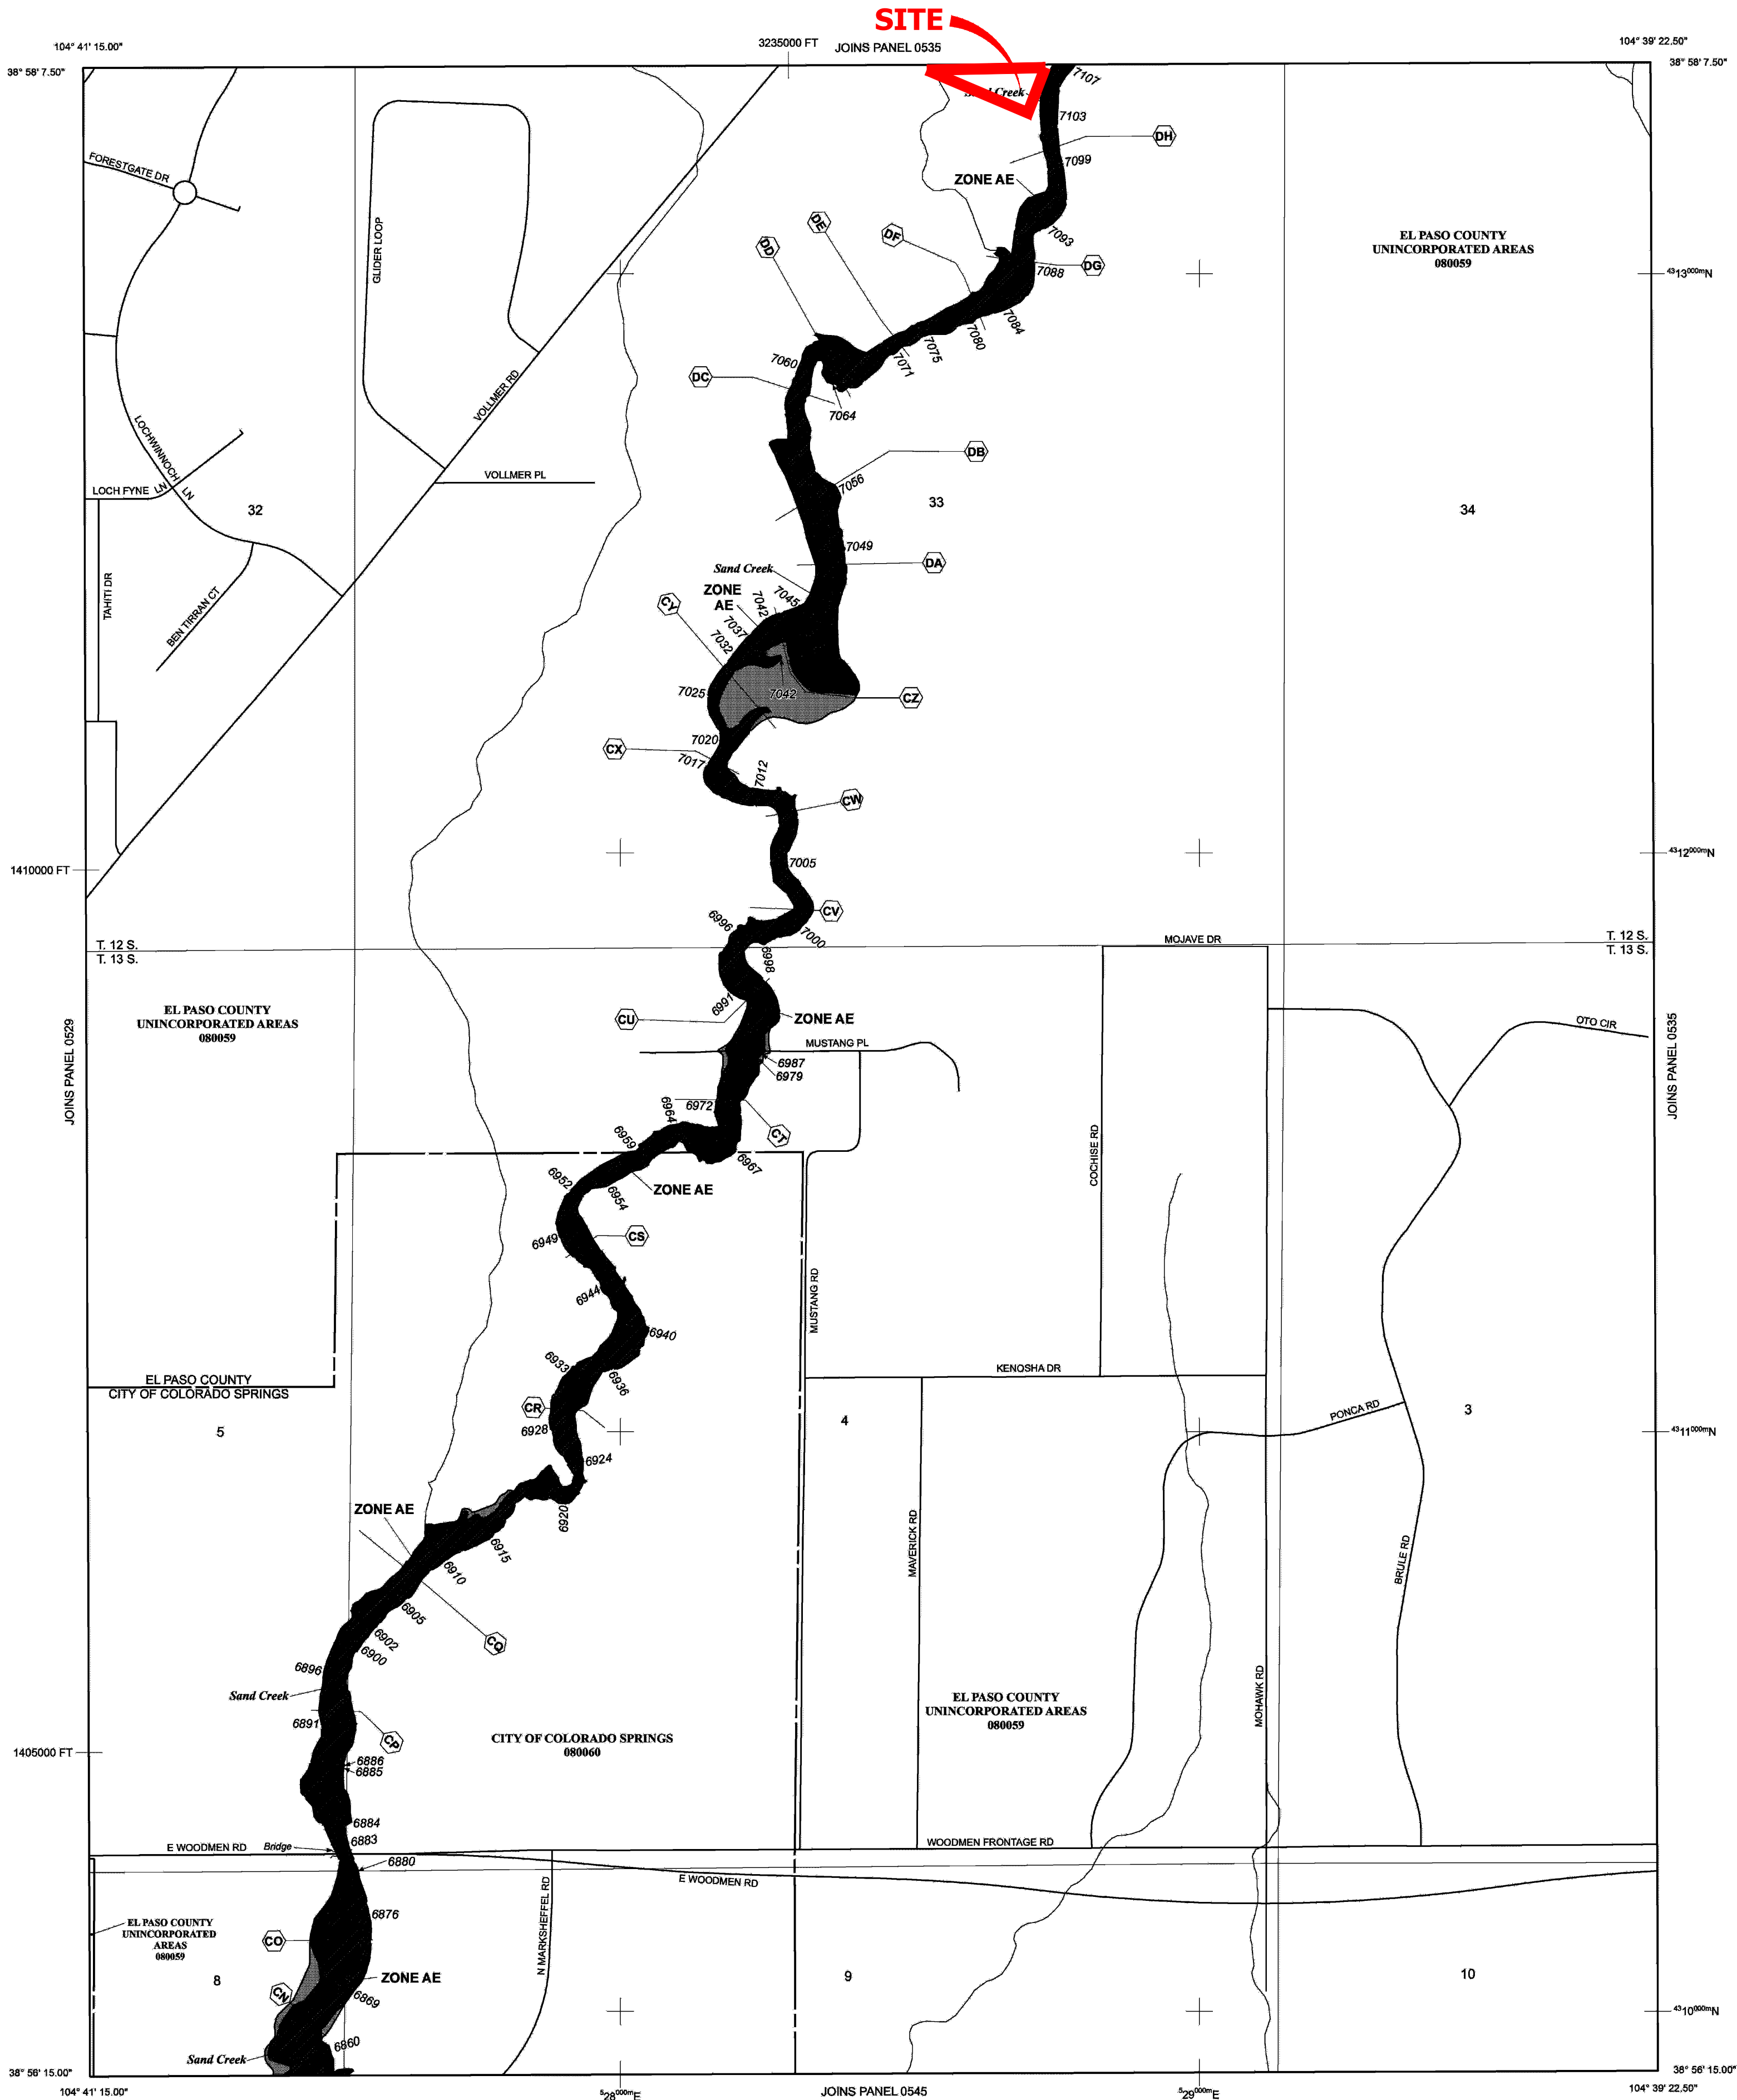 SITE
104° 41' 15.00"
3235000 FT
JOINS PANEL 0535
104° 39' 22.50"
38° 58' 7.50"
38° 58' 7.50"
7107
Sand Creek
7103
DH
7099
FORESTGATE DR
ZONE AE
GLIDER LOOP
DE
DF
DD
7093
EL PASO COUNTY
UNINCORPORATED AREAS
080059
DG
7088
4313000mN
7084
7080
7075
7071
7060
DC
7064
VOLLMER RD
LOCHWINNOCH LN
DB
VOLLMER PL
7056
LOCH FYNE LN
33
32
34
7049
DA
Sand Creek
ZONE
AE
TAHITI DR
BEN TIRRAN CT
CY
7045
7042
7037
7032
7025
7042
CZ
7020
CX
7017
7012
CW
7005
4312000mN
1410000 FT
CV
6996
7000
T. 12 S.
T. 13 S.
MOJAVE DR
T. 12 S.
T. 13 S.
6998
6991
EL PASO COUNTY
UNINCORPORATED AREAS
080059
CU
ZONE AE
OTO CIR
JOINS PANEL 0529
JOINS PANEL 0535
MUSTANG PL
6987
6979
6972
6964
CT
6959
6967
COCHISE RD
6952
6954
ZONE AE
CS
6949
6944
MUSTANG RD
6940
6933
6936
KENOSHA DR
EL PASO COUNTY
CITY OF COLORADO SPRINGS
CR
6928
5
4
3
PONCA RD
4311000mN
6924
6920
ZONE AE
6915
6910
MAVERICK RD
BRULE RD
6905
CQ
6902
6900
6896
Sand Creek
6891
CP
EL PASO COUNTY
UNINCORPORATED AREAS
080059
MOHAWK RD
CITY OF COLORADO SPRINGS
080060
1405000 FT
6886
6885
6884
6883
E WOODMEN RD
Bridge
WOODMEN FRONTAGE RD
6880
E WOODMEN RD
6876
EL PASO COUNTY
UNINCORPORATED
AREAS
080059
CO
N MARKSHEFFEL RD
8
ZONE AE
9
10
CN
6869
4310000mN
6860
Sand Creek
38° 56' 15.00"
38° 56' 15.00"
104° 41' 15.00"
528000mE
JOINS PANEL 0545
529000mE
104° 39' 22.50"